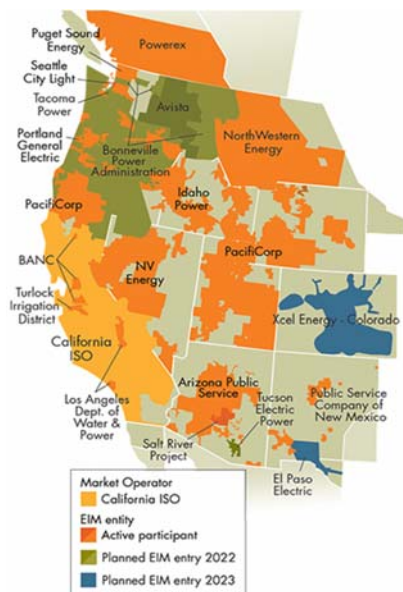 Puget Sound
Energy
Powerex
Seattle
City Light
Tacoma
Power
Avista
Portland
General
Electric
Bonneville
Power
Administration
NorthWestern
Energy
PacifiCorp
Idaho
Power
BANC
NV
Energy
PacifiCorp
Turlock
Irrigation
District
Xcel Energy - Colorado
California
ISO
Los Angeles
Dept. of
Water &
Power
Arizona Public
Service
Tucson
Electric
Power
Public Service
Company of
New Mexico
Salt River
Project
El Paso
Electric
Market Operator
California ISO
EIM entity
Active participant
Planned EIM entry 2022
Planned EIM entry 2023